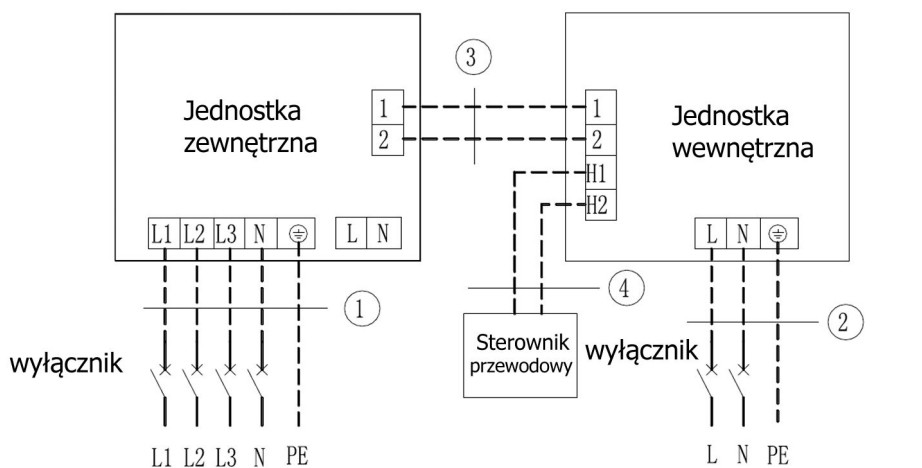 3
Jednostka
zewnętrzna
1
2
1
2
H1
H2
Jednostka
wewnętrzna
L1 L2 L3 N
L N
L N
4
1
2
wyłącznik
Sterownik
przewodowy
wyłącznik
L1 L2 L3 N PE
L N PE